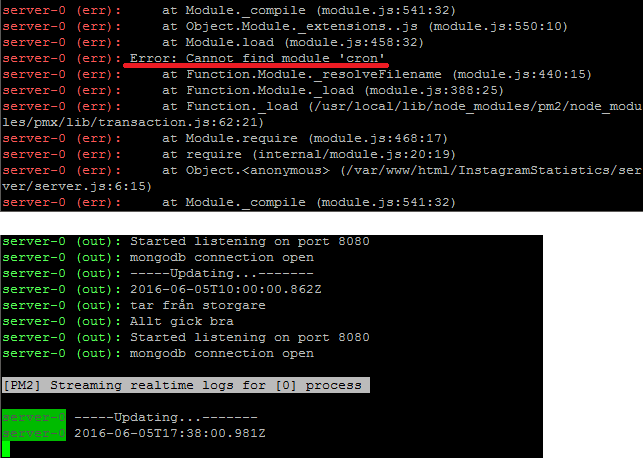 server-0 (err):     at Module._compile (module.js:541:32)
server-0 (err):     at Object.Module._extensions..js (module.js:550:10)
server-0 (err):     at Module.load (module.js:458:32)
server-0 (err): Error: Cannot find module 'cron'
server-0 (err):     at Function.Module._resolveFilename (module.js:440:15)
server-0 (err):     at Function.Module._load (module.js:388:25)
server-0 (err):     at Function._load (/usr/local/lib/node_modules/pm2/node_modu
les/pmx/lib/transaction.js:62:21)
server-0 (err):     at Module.require (module.js:468:17)
server-0 (err):     at require (internal/module.js:20:19)
server-0 (err):     at Object.<anonymous> (/var/www/html/InstagramStatistics/ser
ver/server.js:6:15)
server-0 (err):     at Module._compile (module.js:541:32)
server-0 (out): Started listening on port 8080
server-0 (out): mongodb connection open
server-0 (out): -----Updating...-------
server-0 (out): 2016-06-05T10:00:00.862Z
server-0 (out): tar från storgare
server-0 (out): Allt gick bra
server-0 (out): Started listening on port 8080
server-0 (out): mongodb connection open
[PM2] Streaming realtime logs for [0] process
server-0 -----Updating...-------
server-0 2016-06-05T17:38:00.981Z